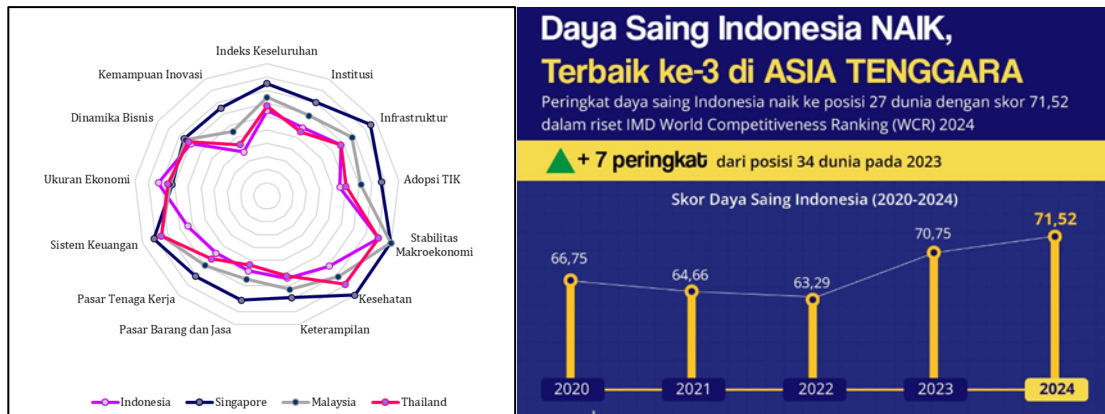 Indeks Keseluruhan
Institusi
Infrastruktur
Adopsi TIK
Stabilitas
Makroekonomi
Kesehatan
Keterampilan
Pasar Barang dan Jasa
Pasar Tenaga Kerja
Sistem Keuangan
Ukuran Ekonomi
Dinamika Bisnis
Kemampuan Inovasi
Indonesia Singapore Malaysia Thailand
Daya Saing Indonesia NAIK,
Terbaik ke-3 di ASIA TENGGARA
Peringkat daya saing Indonesia naik ke posisi 27 dunia dengan skor 71,52
dalam riset IMD World Competitiveness Ranking (WCR) 2024
+ 7 peringkat dari posisi 34 dunia pada 2023
Skor Daya Saing Indonesia (2020-2024)
66,75
64,66
63,29
70,75
71,52
2020 2021 2022 2023 2024